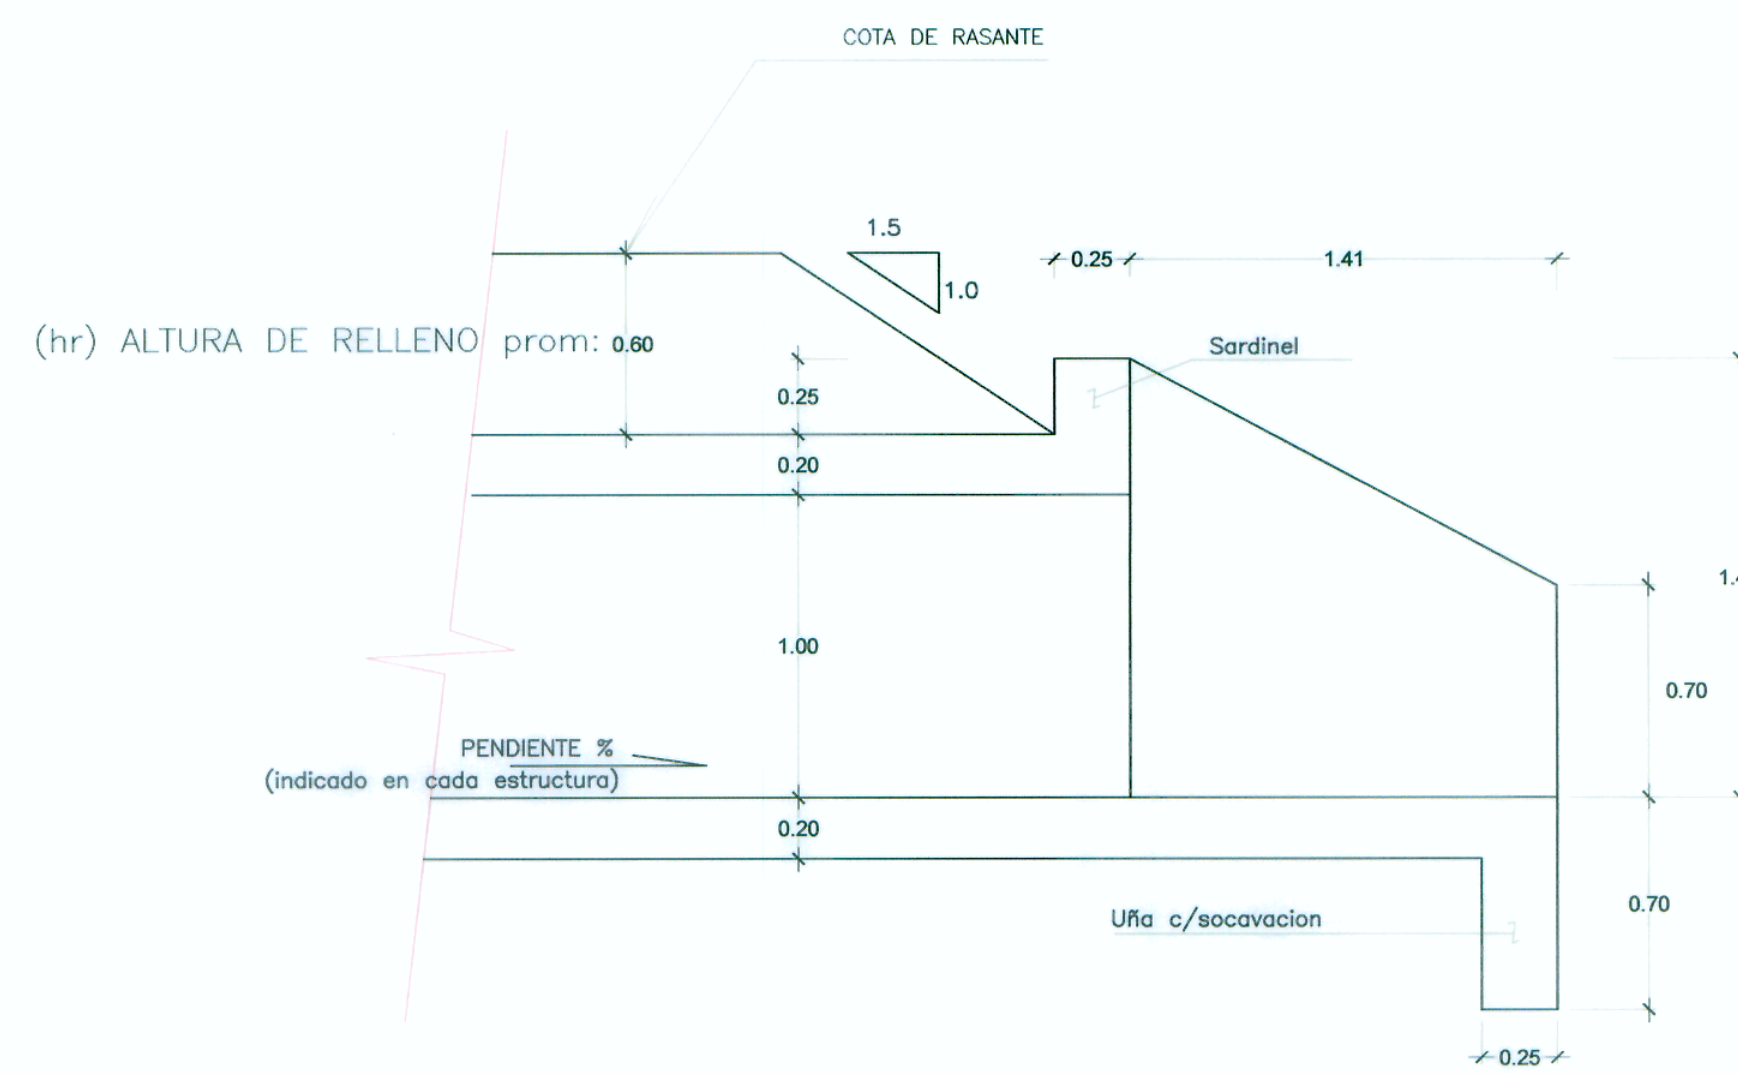 COTA DE RASANTE
1.5
1.0
0.25
1.41
(hr) ALTURA DE RELLENO prom: 0.60
Sardinel
0.25
0.20
1.00
0.70
PENDIENTE %
(indicado en cada estructura)
0.20
0.70
Uña c/socavacion
0.25